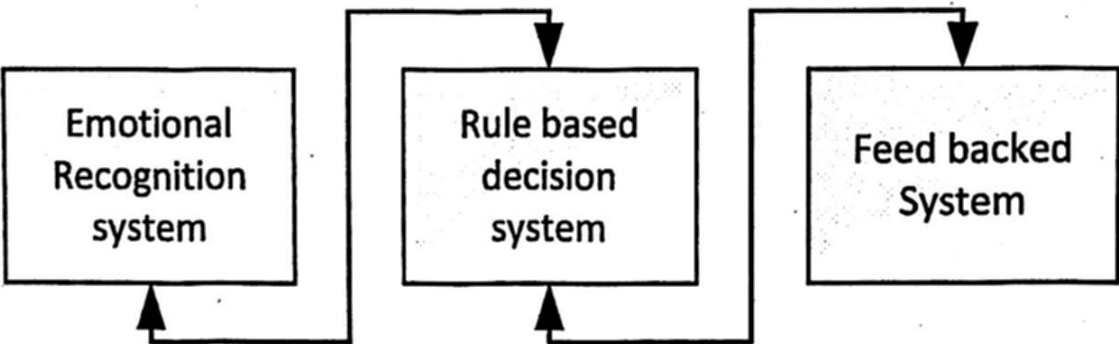 Emotional
Recognition
system
Rule based
decision
system
Feed backed
System